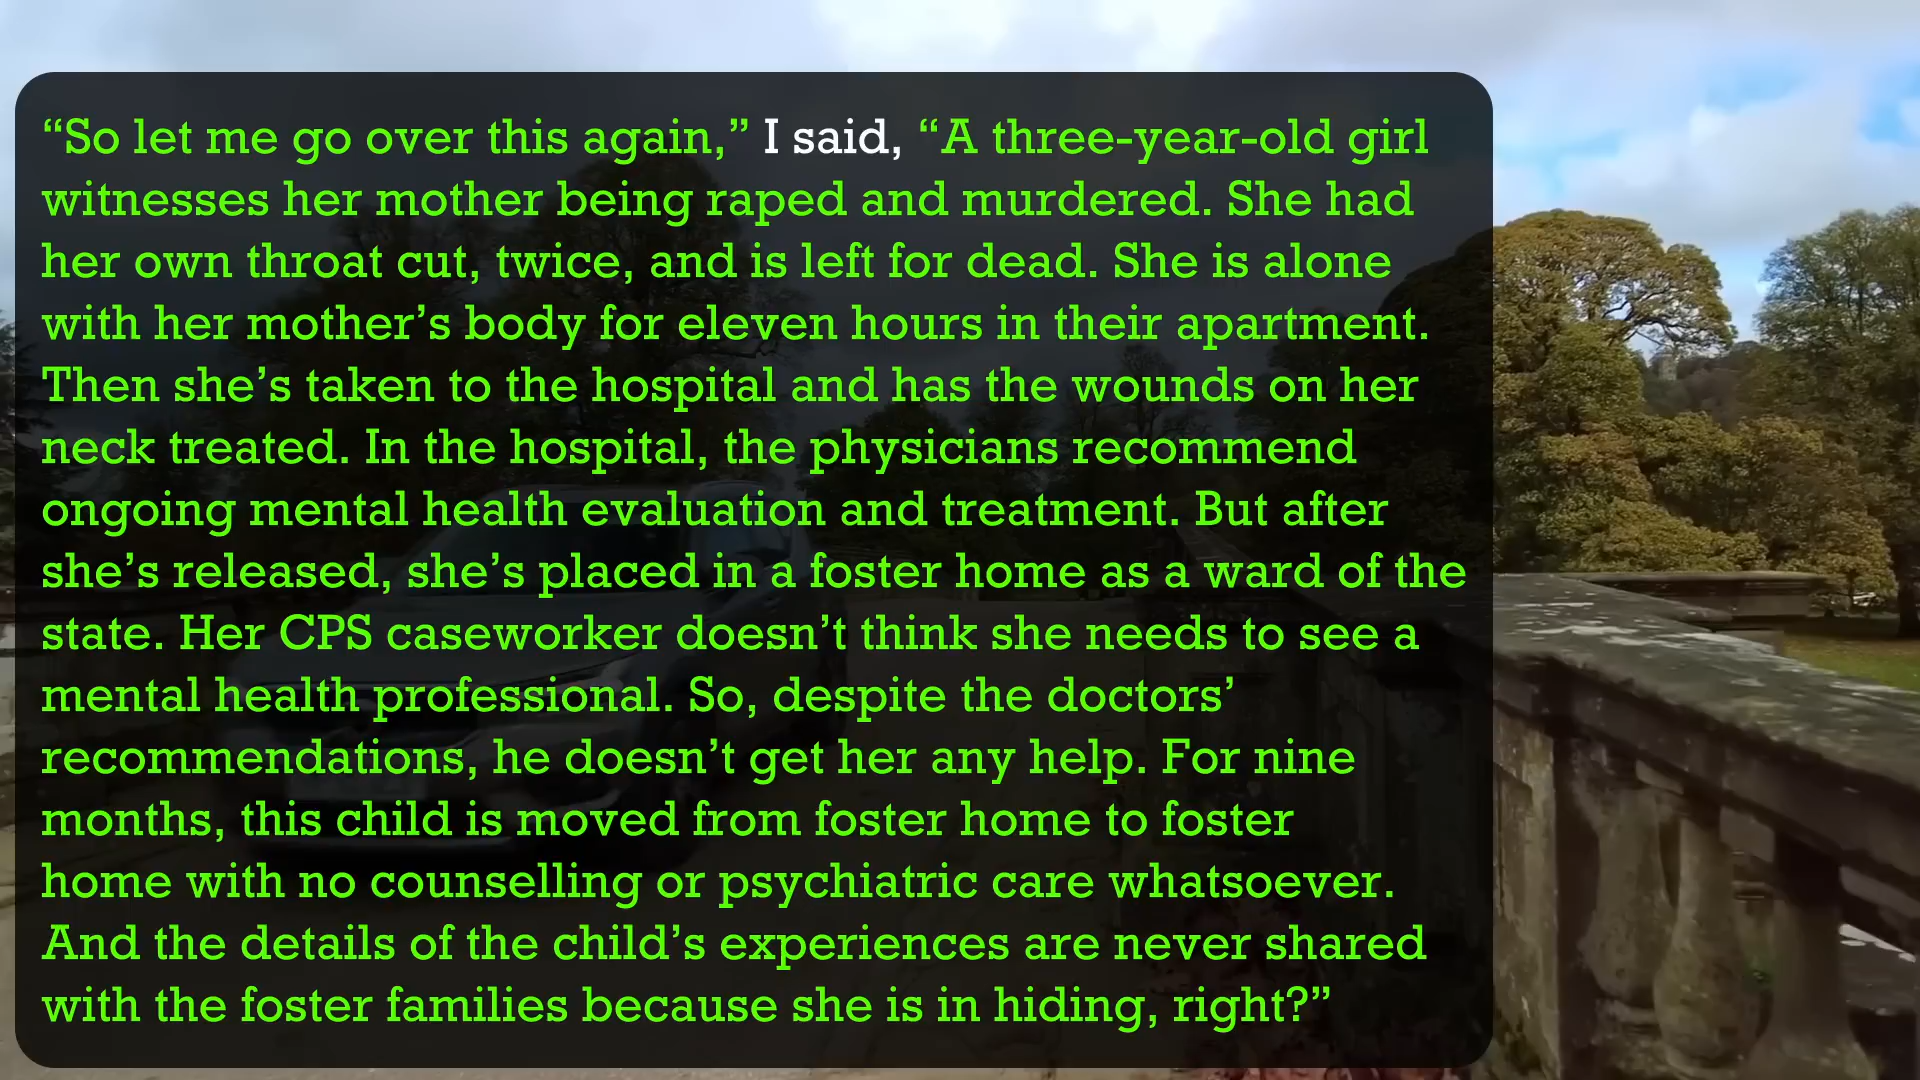 “So let me go over this again,” I said, “A three-year-old girl
witnesses her mother being raped and murdered. She had
her own throat cut, twice, and is left for dead. She is alone
with her mother’s body for eleven hours in their apartment.
Then she’s taken to the hospital and has the wounds on her
neck treated. In the hospital, the physicians recommend
ongoing mental health evaluation and treatment. But after
she’s released, she’s placed in a foster home as a ward of the
state. Her CPS caseworker doesn’t think she needs to see a
mental health professional. So, despite the doctors’
recommendations, he doesn’t get her any help. For nine
months, this child is moved from foster home to foster
home with no counselling or psychiatric care whatsoever.
And the details of the child’s experiences are never shared
with the foster families because she is in hiding, right?”